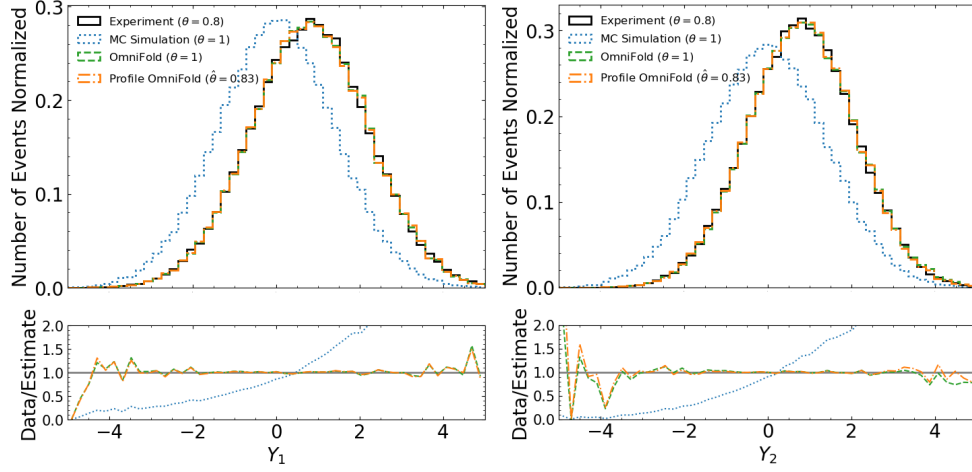 Number of Events Normalized
0.3
0.2
0.1
0.0
Experiment (θ = 0.8)
MC Simulation (θ = 1)
OmniFold (θ = 1)
Profile OmniFold (θ̂ = 0.83)
Data/Estimate
2.0
1.5
1.0
0.5
0.0
−4 −2 0 2 4
Y₁
Number of Events Normalized
0.3
0.2
0.1
0.0
Experiment (θ = 0.8)
MC Simulation (θ = 1)
OmniFold (θ = 1)
Profile OmniFold (θ̂ = 0.83)
Data/Estimate
2.0
1.5
1.0
0.5
0.0
−4 −2 0 2 4
Y₂